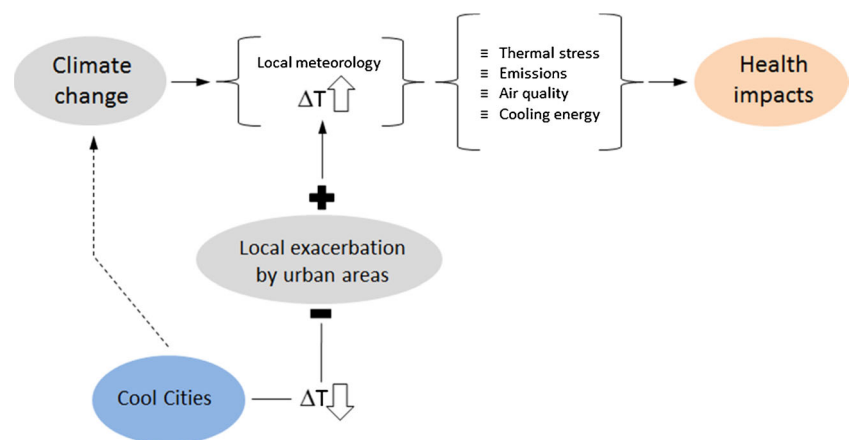 Climate
change
Local meteorology
ΔT
≡ Thermal stress
≡ Emissions
≡ Air quality
≡ Cooling energy
Health
impacts
+
Local exacerbation
by urban areas
−
Cool Cities
ΔT